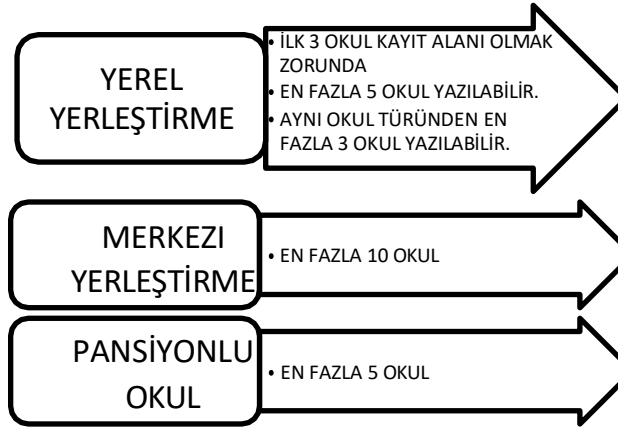 YEREL
YERLEŞTİRME
• İLK 3 OKUL KAYIT ALANI OLMAK
ZORUNDA
• EN FAZLA 5 OKUL YAZILABİLİR.
• AYNI OKUL TÜRÜNDEN EN
FAZLA 3 OKUL YAZILABİLİR.
MERKEZI
YERLEŞTİRME
• EN FAZLA 10 OKUL
PANSİYONLU
OKUL
• EN FAZLA 5 OKUL